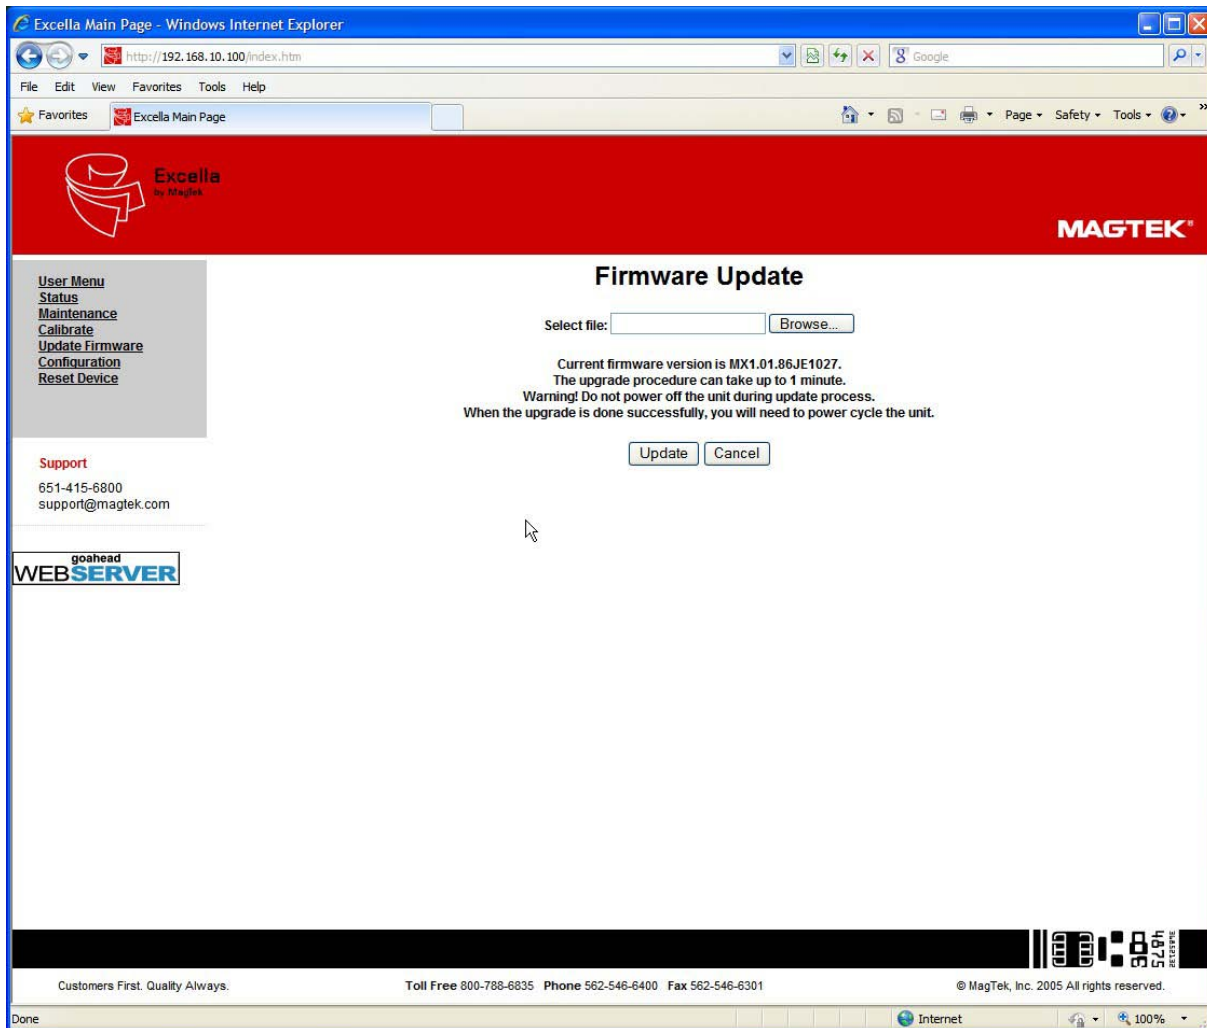 Excella Main Page - Windows Internet Explorer
http://192.168.10.100/index.htm
Google
File Edit View Favorites Tools Help
Favorites Excella Main Page Page Safety Tools »
Excella
by Magtek
MAGTEK®
User Menu
Status
Maintenance
Calibrate
Update Firmware
Configuration
Reset Device
Support
651-415-6800
support@magtek.com
goahead
WEBSERVER
Firmware Update
Select file: Browse...
Current firmware version is MX1.01.86JE1027.
The upgrade procedure can take up to 1 minute.
Warning! Do not power off the unit during update process.
When the upgrade is done successfully, you will need to power cycle the unit.
Update Cancel
Customers First. Quality Always. Toll Free 800-788-6835 Phone 562-546-6400 Fax 562-546-6301 © MagTek, Inc. 2005 All rights reserved.
Done Internet 100%